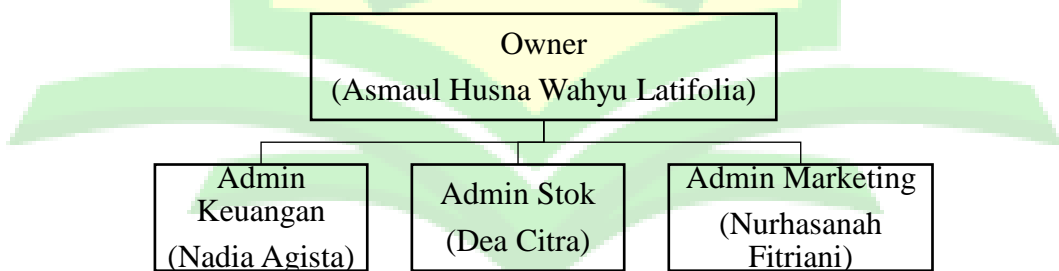 Owner
(Asmaul Husna Wahyu Latifolia)
Admin
Keuangan
(Nadia Agista)
Admin Stok
(Dea Citra)
Admin Marketing
(Nurhasanah
Fitriani)